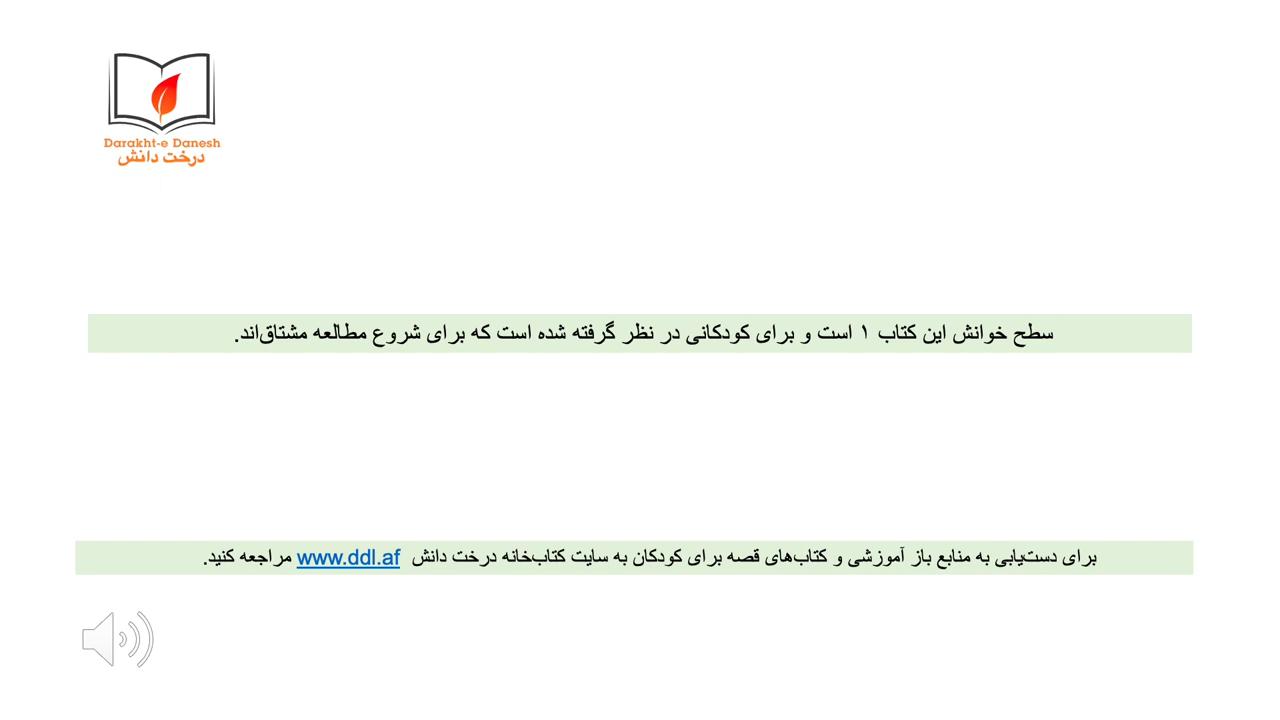 Darakht-e Danesh
درخت دانش
سطح خوانش این کتاب ۱ است و برای کودکانی در نظر گرفته شده است که برای شروع مطالعه مشتاق‌اند.
برای دست‌یابی به منابع باز آموزشی و کتاب‌های قصه برای کودکان به سایت کتاب‌خانه درخت دانش www.ddl.af مراجعه کنید.